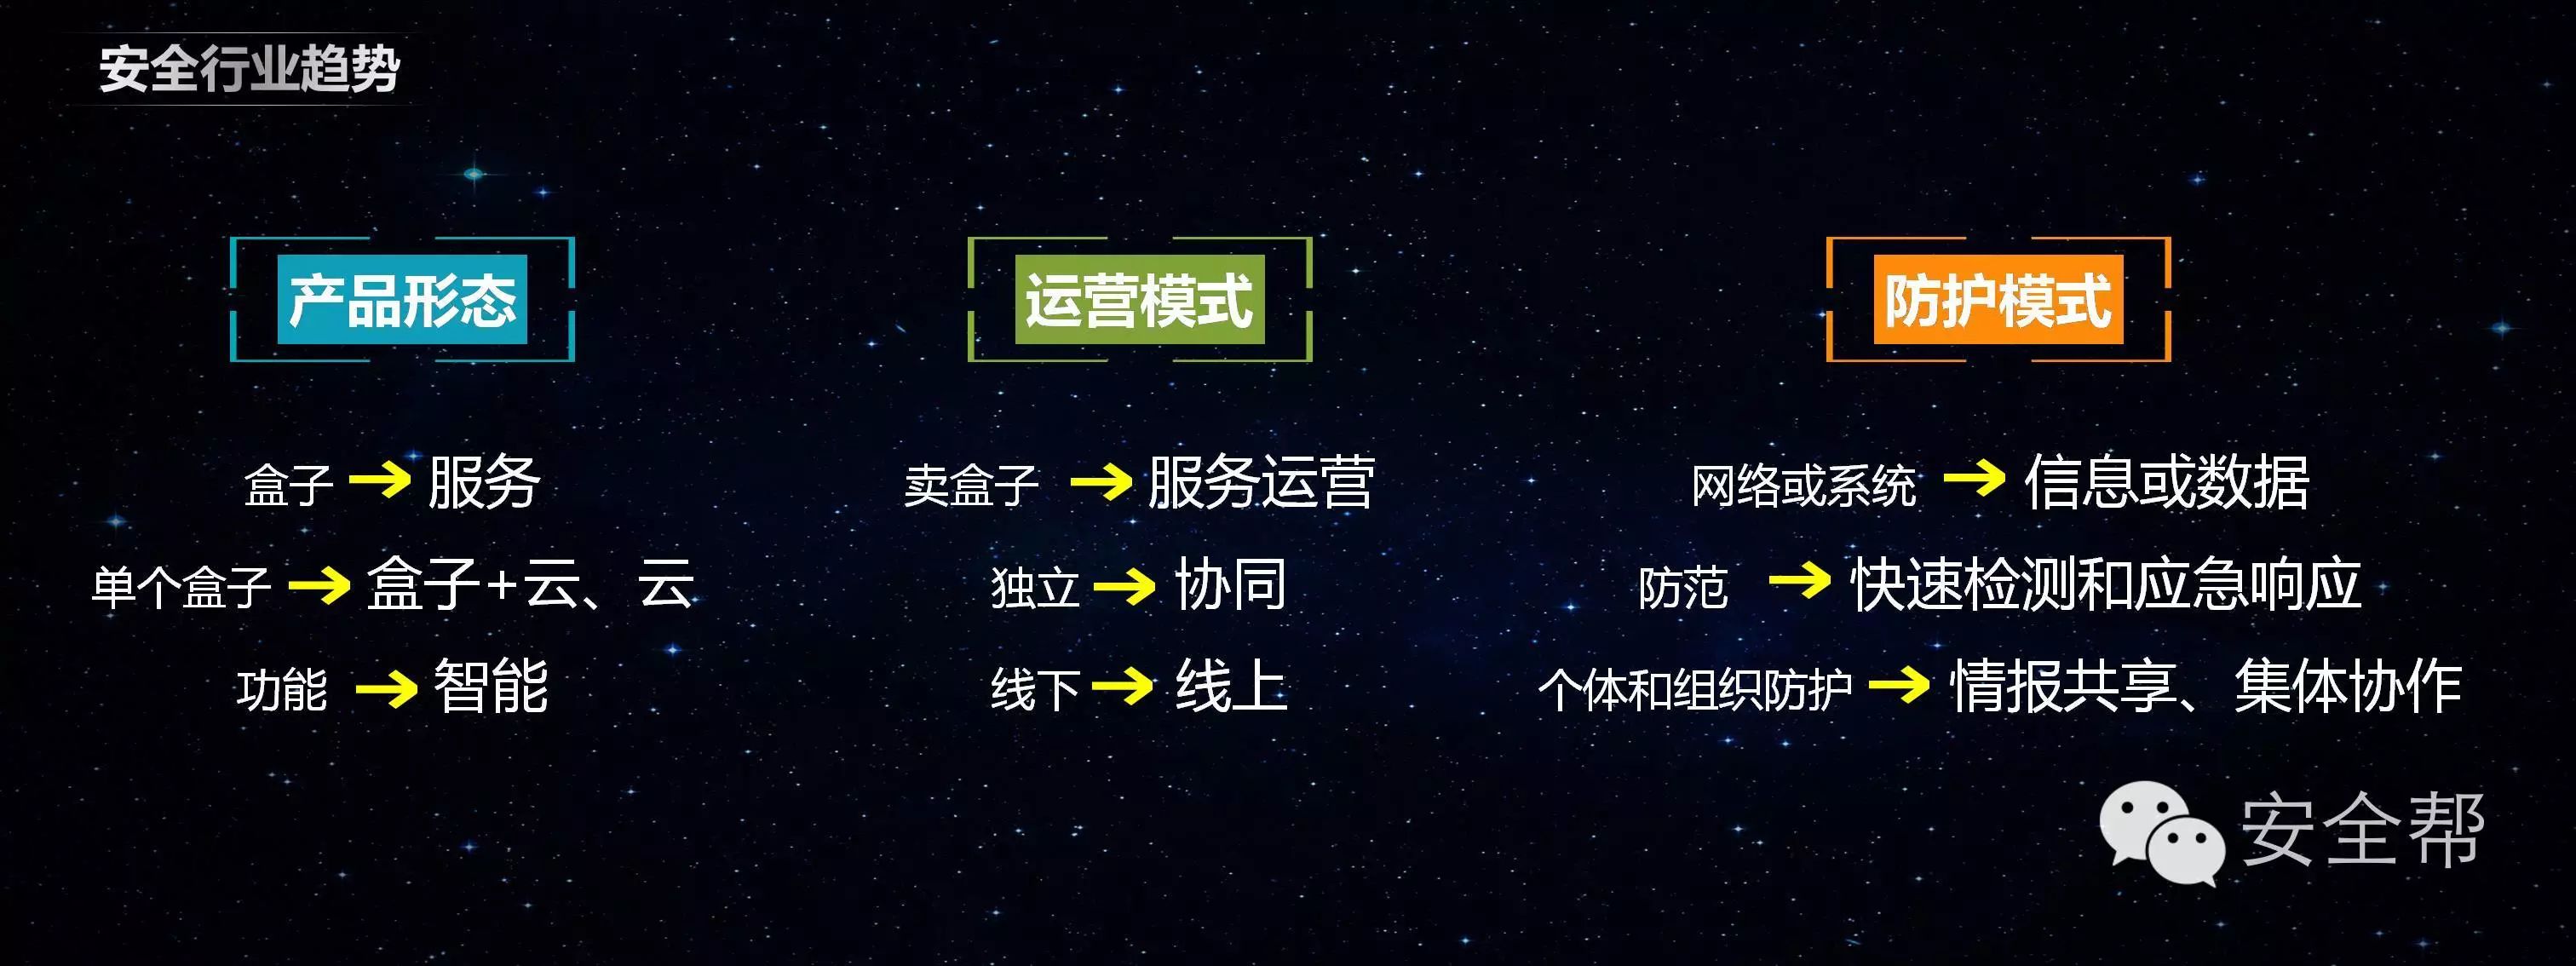 安全行业趋势
产品形态
盒子 → 服务
单个盒子 → 盒子+云、云
功能 → 智能
运营模式
卖盒子 → 服务运营
独立 → 协同
线下 → 线上
防护模式
网络或系统 → 信息或数据
防范 → 快速检测和应急响应
个体和组织防护 → 情报共享、集体协作
安全帮